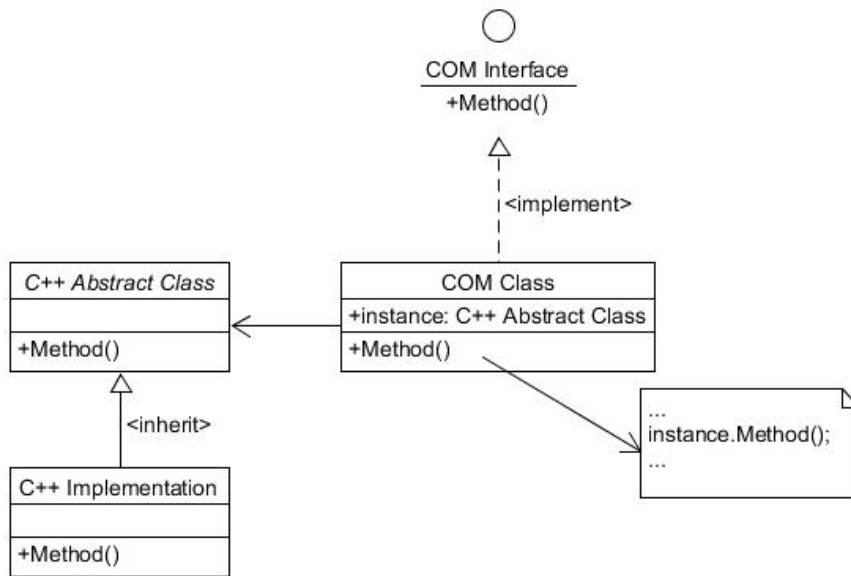 COM Interface
+Method()
<implement>
C++ Abstract Class
+Method()
COM Class
+instance: C++ Abstract Class
+Method()
<inherit>
...
instance.Method();
...
C++ Implementation
+Method()